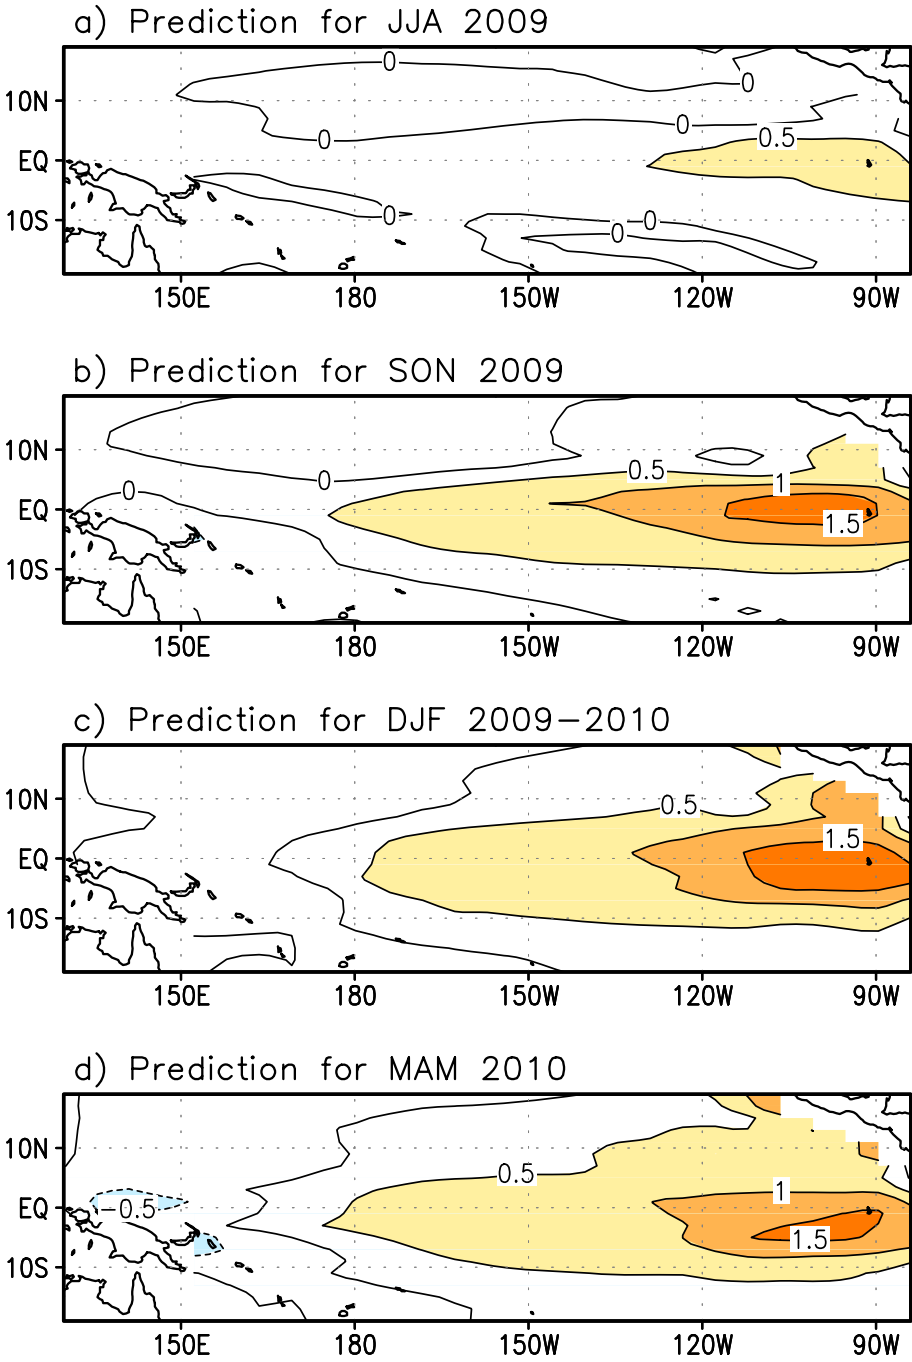 a) Prediction for JJA 2009
0
0
10N
0
0
0.5
EQ
0
0
0
10S
150E 180 150W 120W 90W
b) Prediction for SON 2009
10N
0.5
0
1
0
EQ
1.5
10S
150E 180 150W 120W 90W
c) Prediction for DJF 2009-2010
10N
0.5
1.5
EQ
10S
150E 180 150W 120W 90W
d) Prediction for MAM 2010
10N
0.5
1
EQ
-0.5
1.5
10S
150E 180 150W 120W 90W